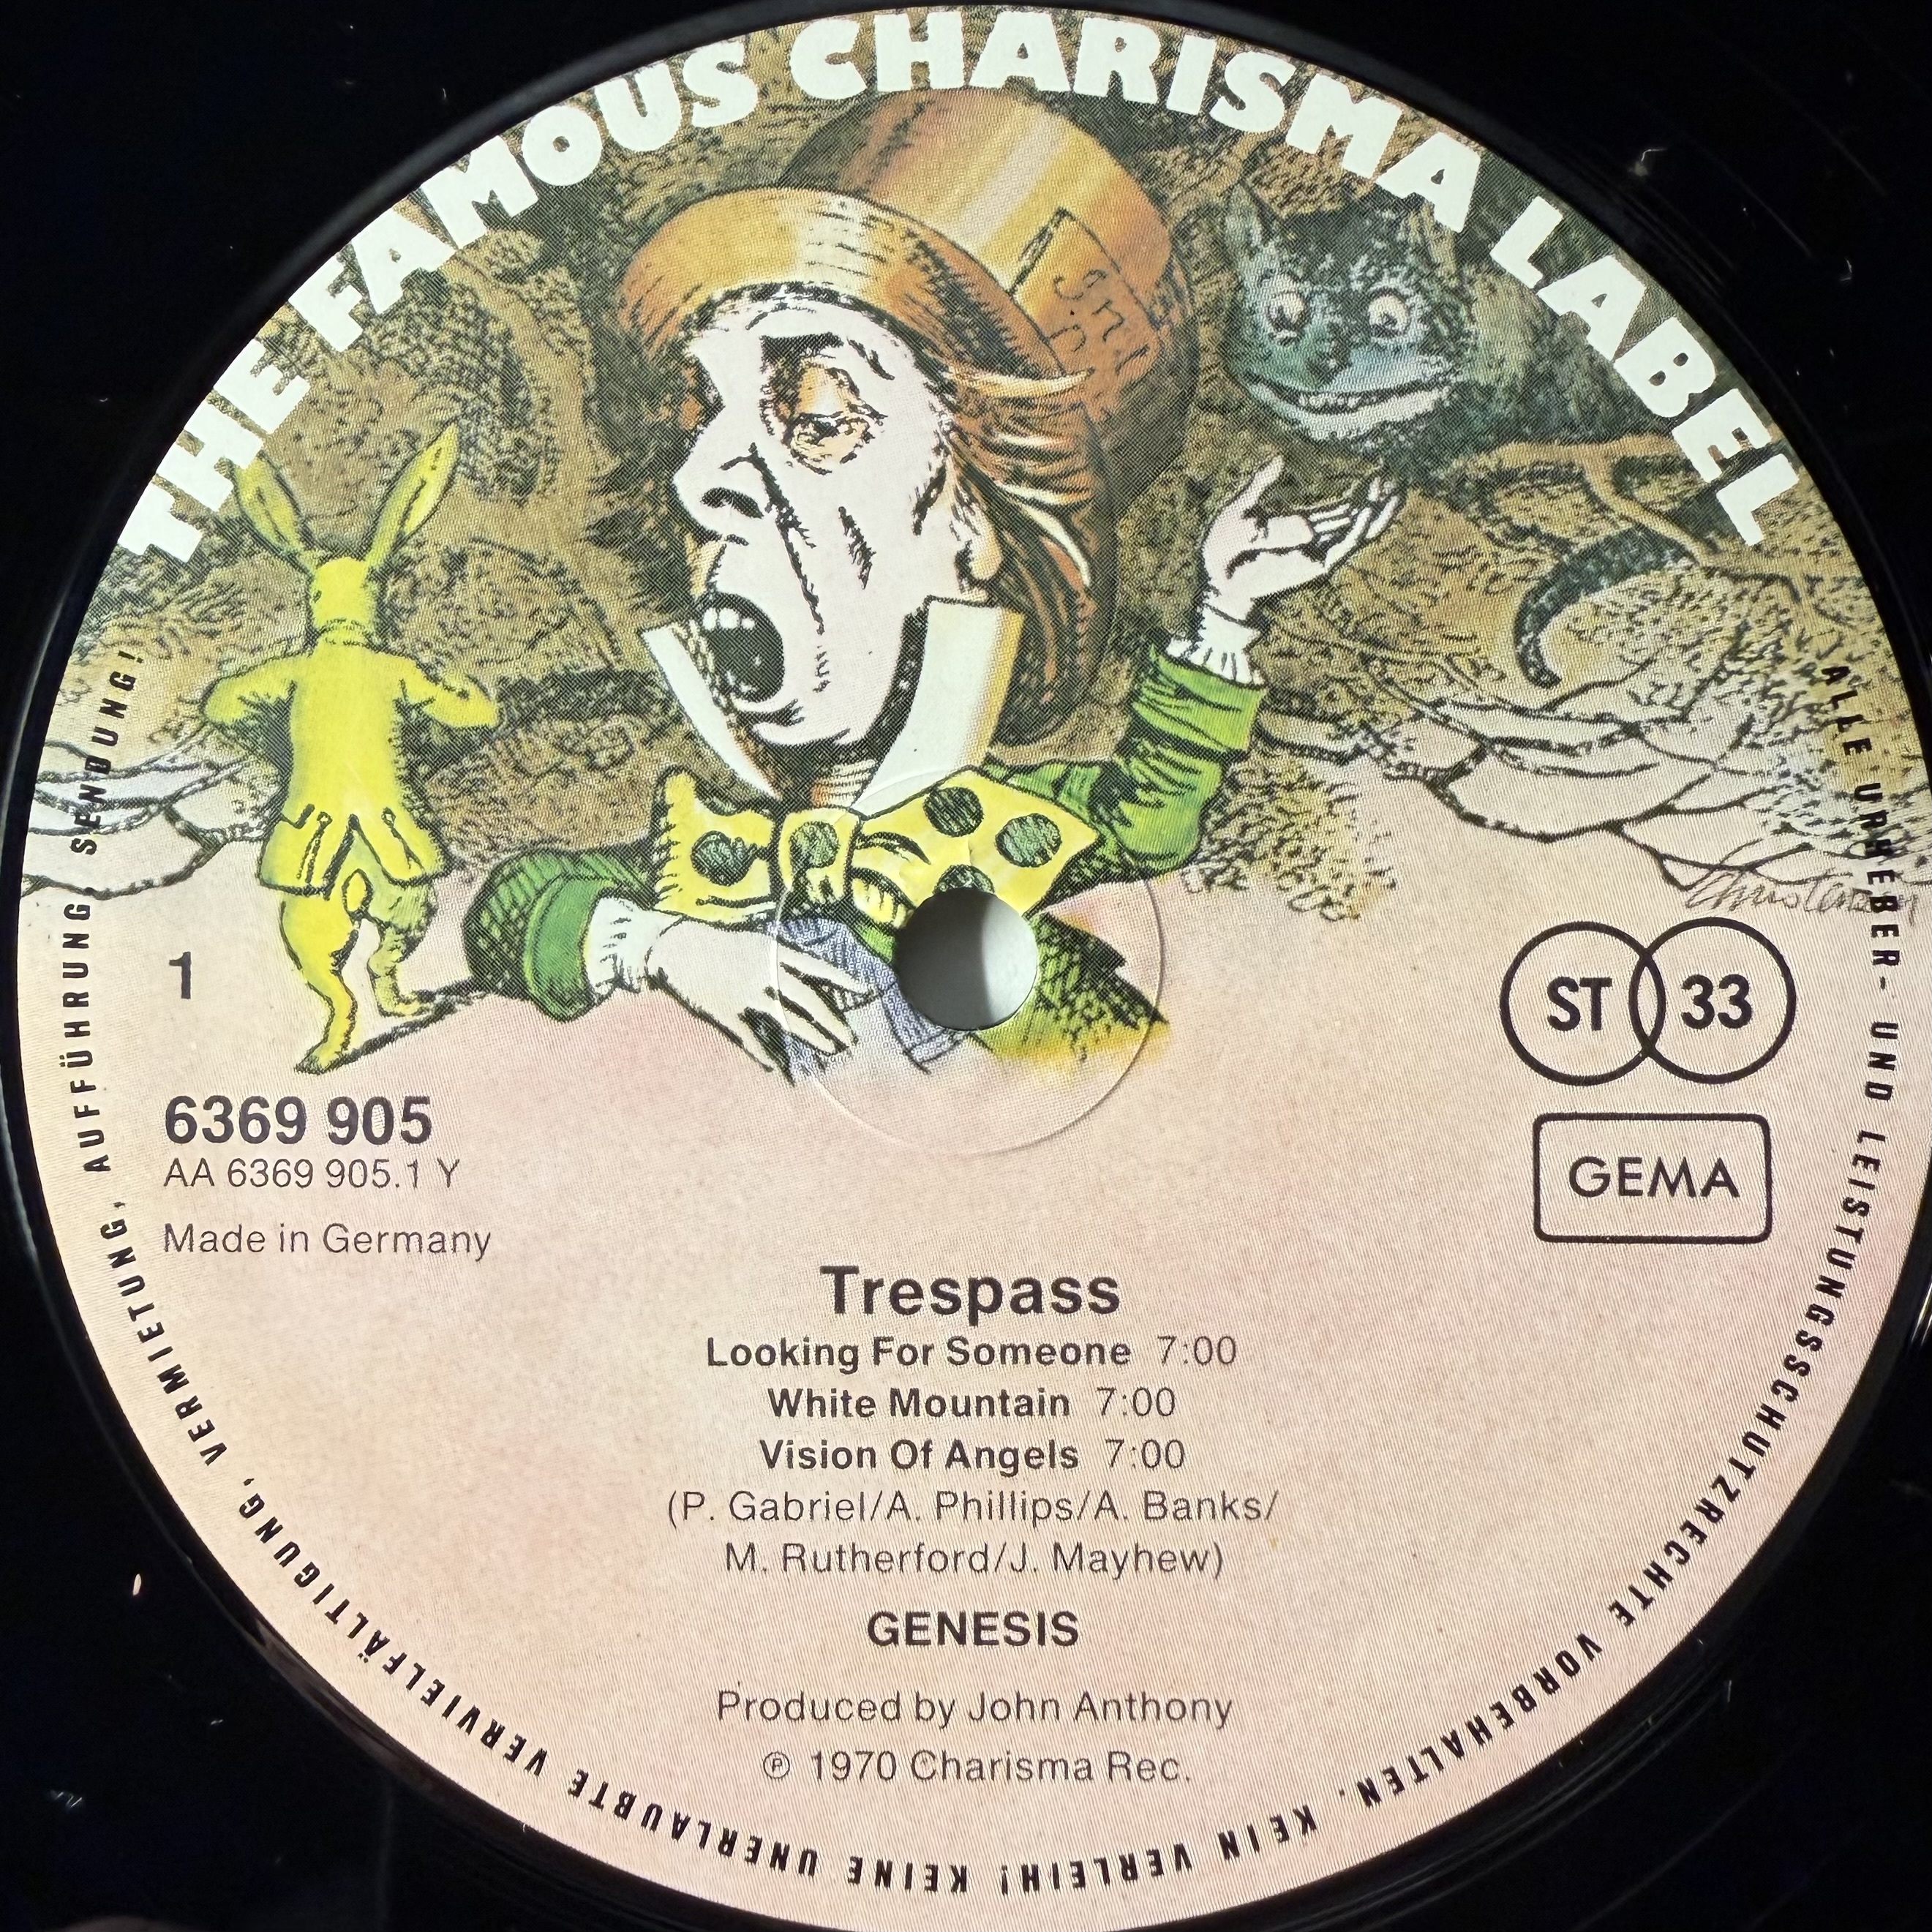 THE FAMOUS CHARISMA LABEL
1
ST 33
6369 905
AA 6369 905.1 Y
GEMA
Made in Germany
Trespass
Looking For Someone 7:00
White Mountain 7:00
Vision Of Angels 7:00
(P. Gabriel/A. Phillips/A. Banks/
M. Rutherford/J. Mayhew)
GENESIS
Produced by John Anthony
℗ 1970 Charisma Rec.
ALLE URHEBER- UND LEISTUNGSSCHUTZRECHTE VORBEHALTEN. KEIN VERLEIH! KEINE UNERLAUBTE VERVIELFÄLTIGUNG, VERMIETUNG, AUFFÜHRUNG, SENDUNG!